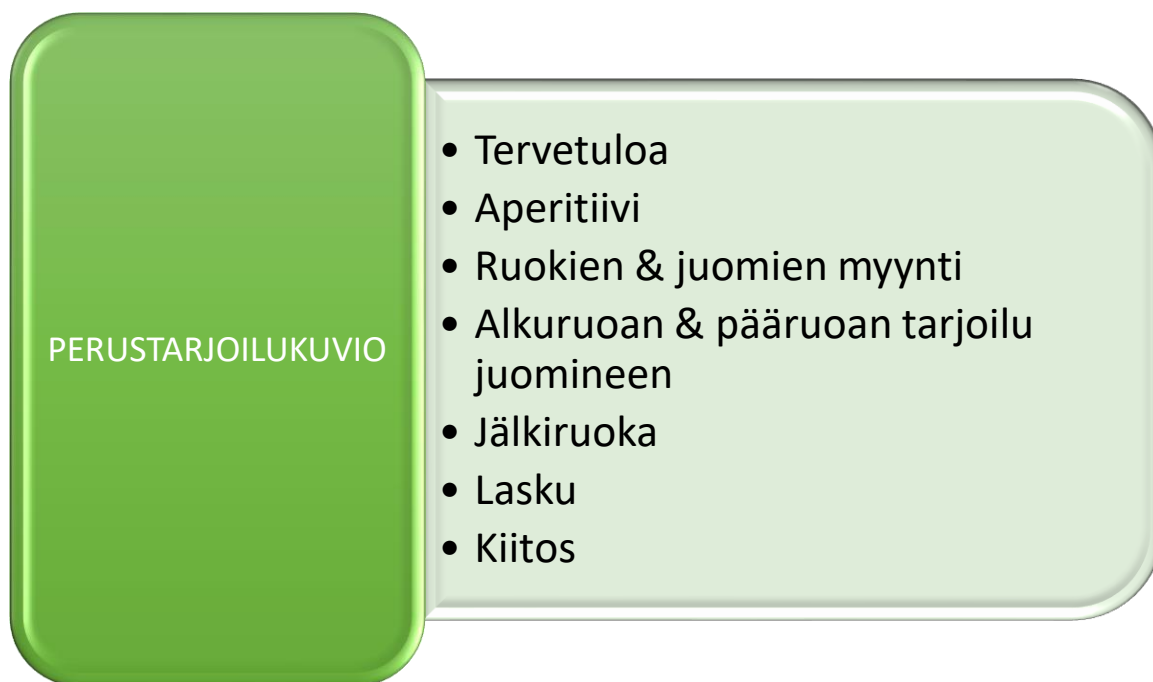 PERUSTARJOILUKUVIO
• Tervetuloa
• Aperitiivi
• Ruokien & juomien myynti
• Alkuruoan & pääruoan tarjoilu
juomineen
• Jälkiruoka
• Lasku
• Kiitos